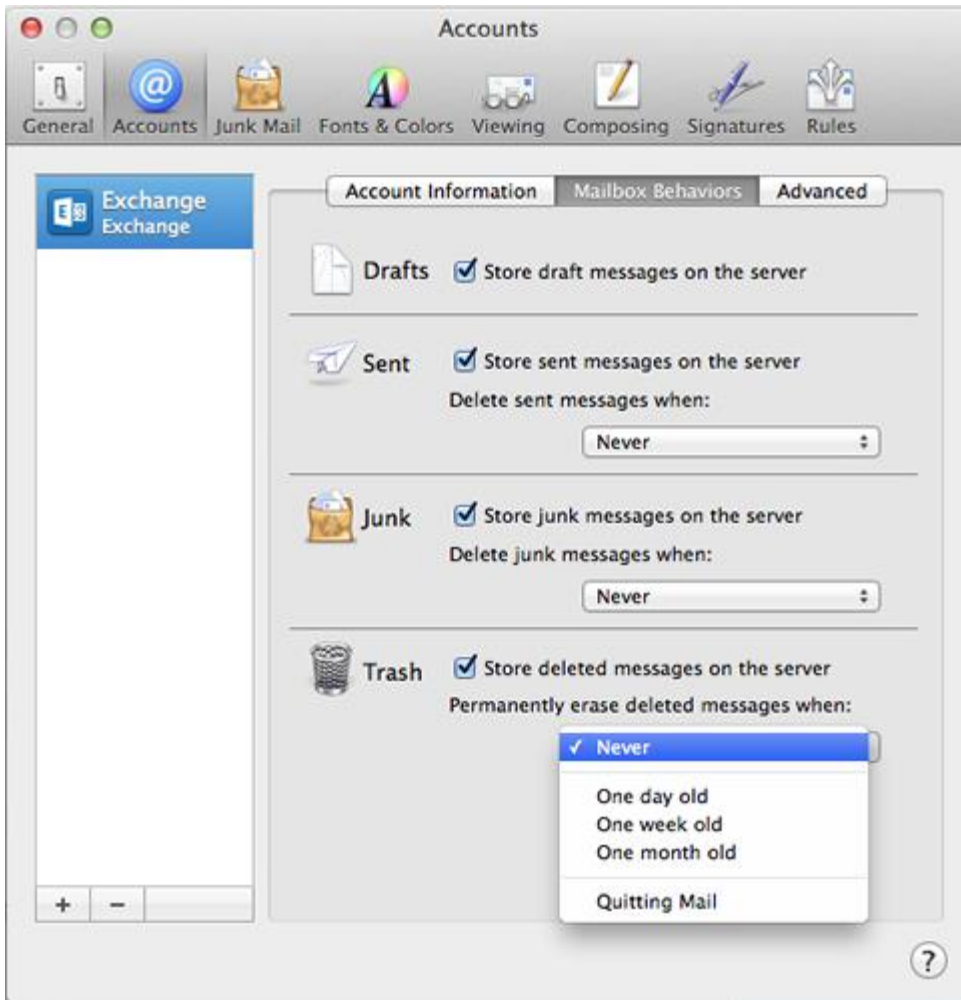 Accounts
General Accounts Junk Mail Fonts & Colors Viewing Composing Signatures Rules
Exchange
Exchange
Account Information Mailbox Behaviors Advanced
Drafts Store draft messages on the server
Sent Store sent messages on the server
Delete sent messages when:
Never
Junk Store junk messages on the server
Delete junk messages when:
Never
Trash Store deleted messages on the server
Permanently erase deleted messages when:
✓ Never
One day old
One week old
One month old
Quitting Mail
+ −
?